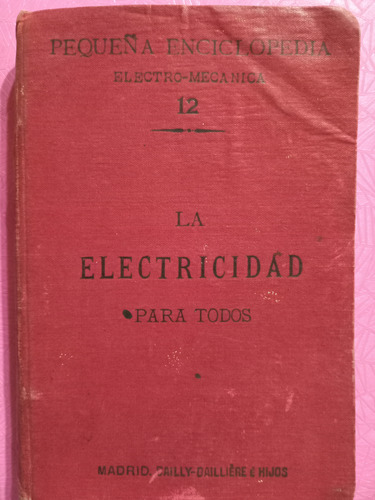 PEQUEÑA ENCICLOPEDIA
ELECTRO-MECANICA
12
LA
ELECTRICIDAD
PARA TODOS
MADRID, BAILLY-BAILLIÈRE É HIJOS